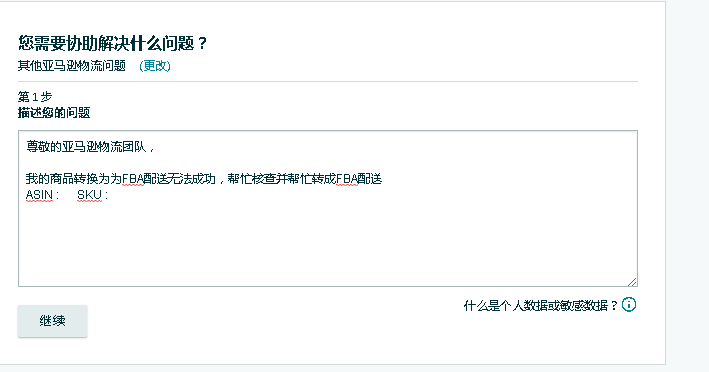 您需要协助解决什么问题？
其他亚马逊物流问题 (更改)
第 1 步
描述您的问题
尊敬的亚马逊物流团队，
我的商品转换为为FBA配送无法成功，帮忙核查并帮忙转成FBA配送
ASIN： SKU：
什么是个人数据或敏感数据？
继续